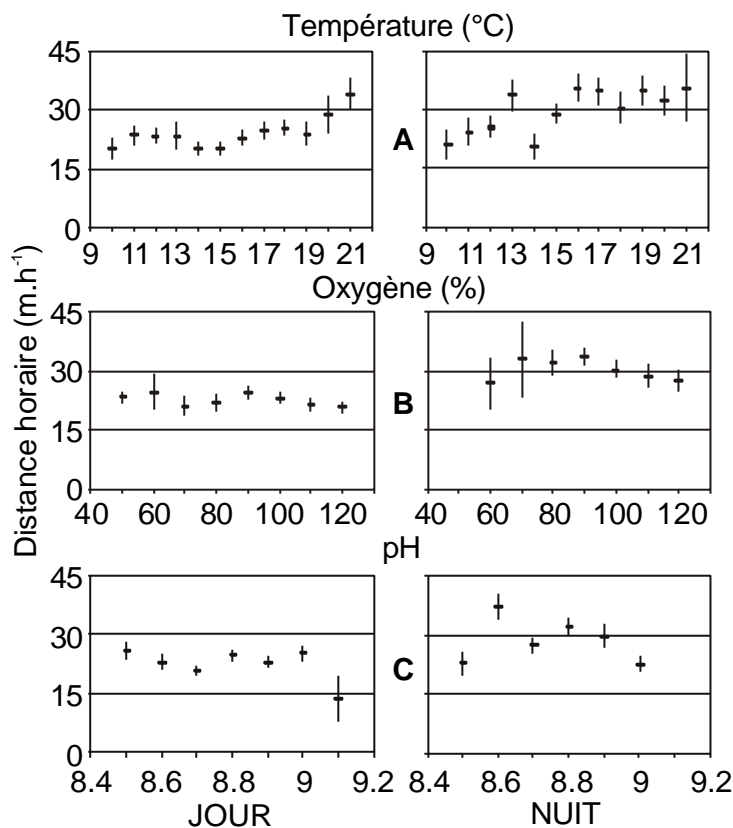 Température (°C)
45
30
15
0
A
9 11 13 15 17 19 21
9 11 13 15 17 19 21
Distance horaire (m.h-1)
Oxygène (%)
45
30
15
0
B
40 60 80 100 120
40 60 80 100 120
pH
45
30
15
0
C
8.4 8.6 8.8 9 9.2
8.4 8.6 8.8 9 9.2
JOUR
NUIT